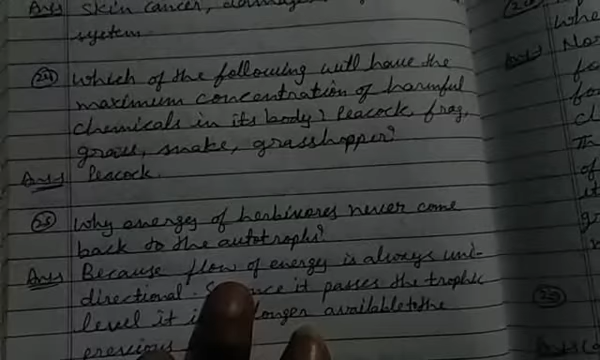 Ans Skin cancer, damage
system.
24 Which of the following will have the
maximum concentration of harmful
chemicals in its body? Peacock, frog,
grass, snake, grasshopper?
Ans Peacock.
25 Why energy of herbivores never come
back to the autotrophs?
Ans Because flow of energy is always uni-
directional. it passes the trophic
level it longer available to the
previous